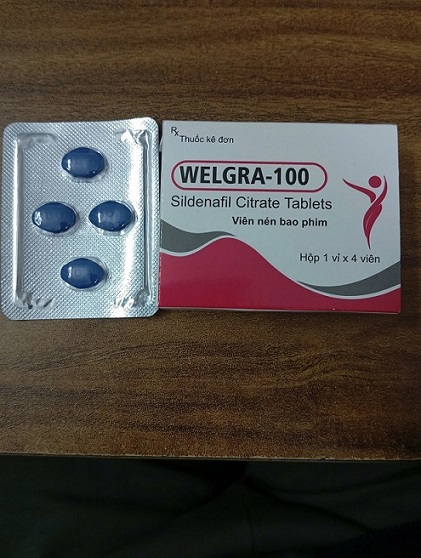 Rx Thuốc kê đơn
WELGRA-100
Sildenafil Citrate Tablets
Viên nén bao phim
Hộp 1 vỉ x 4 viên